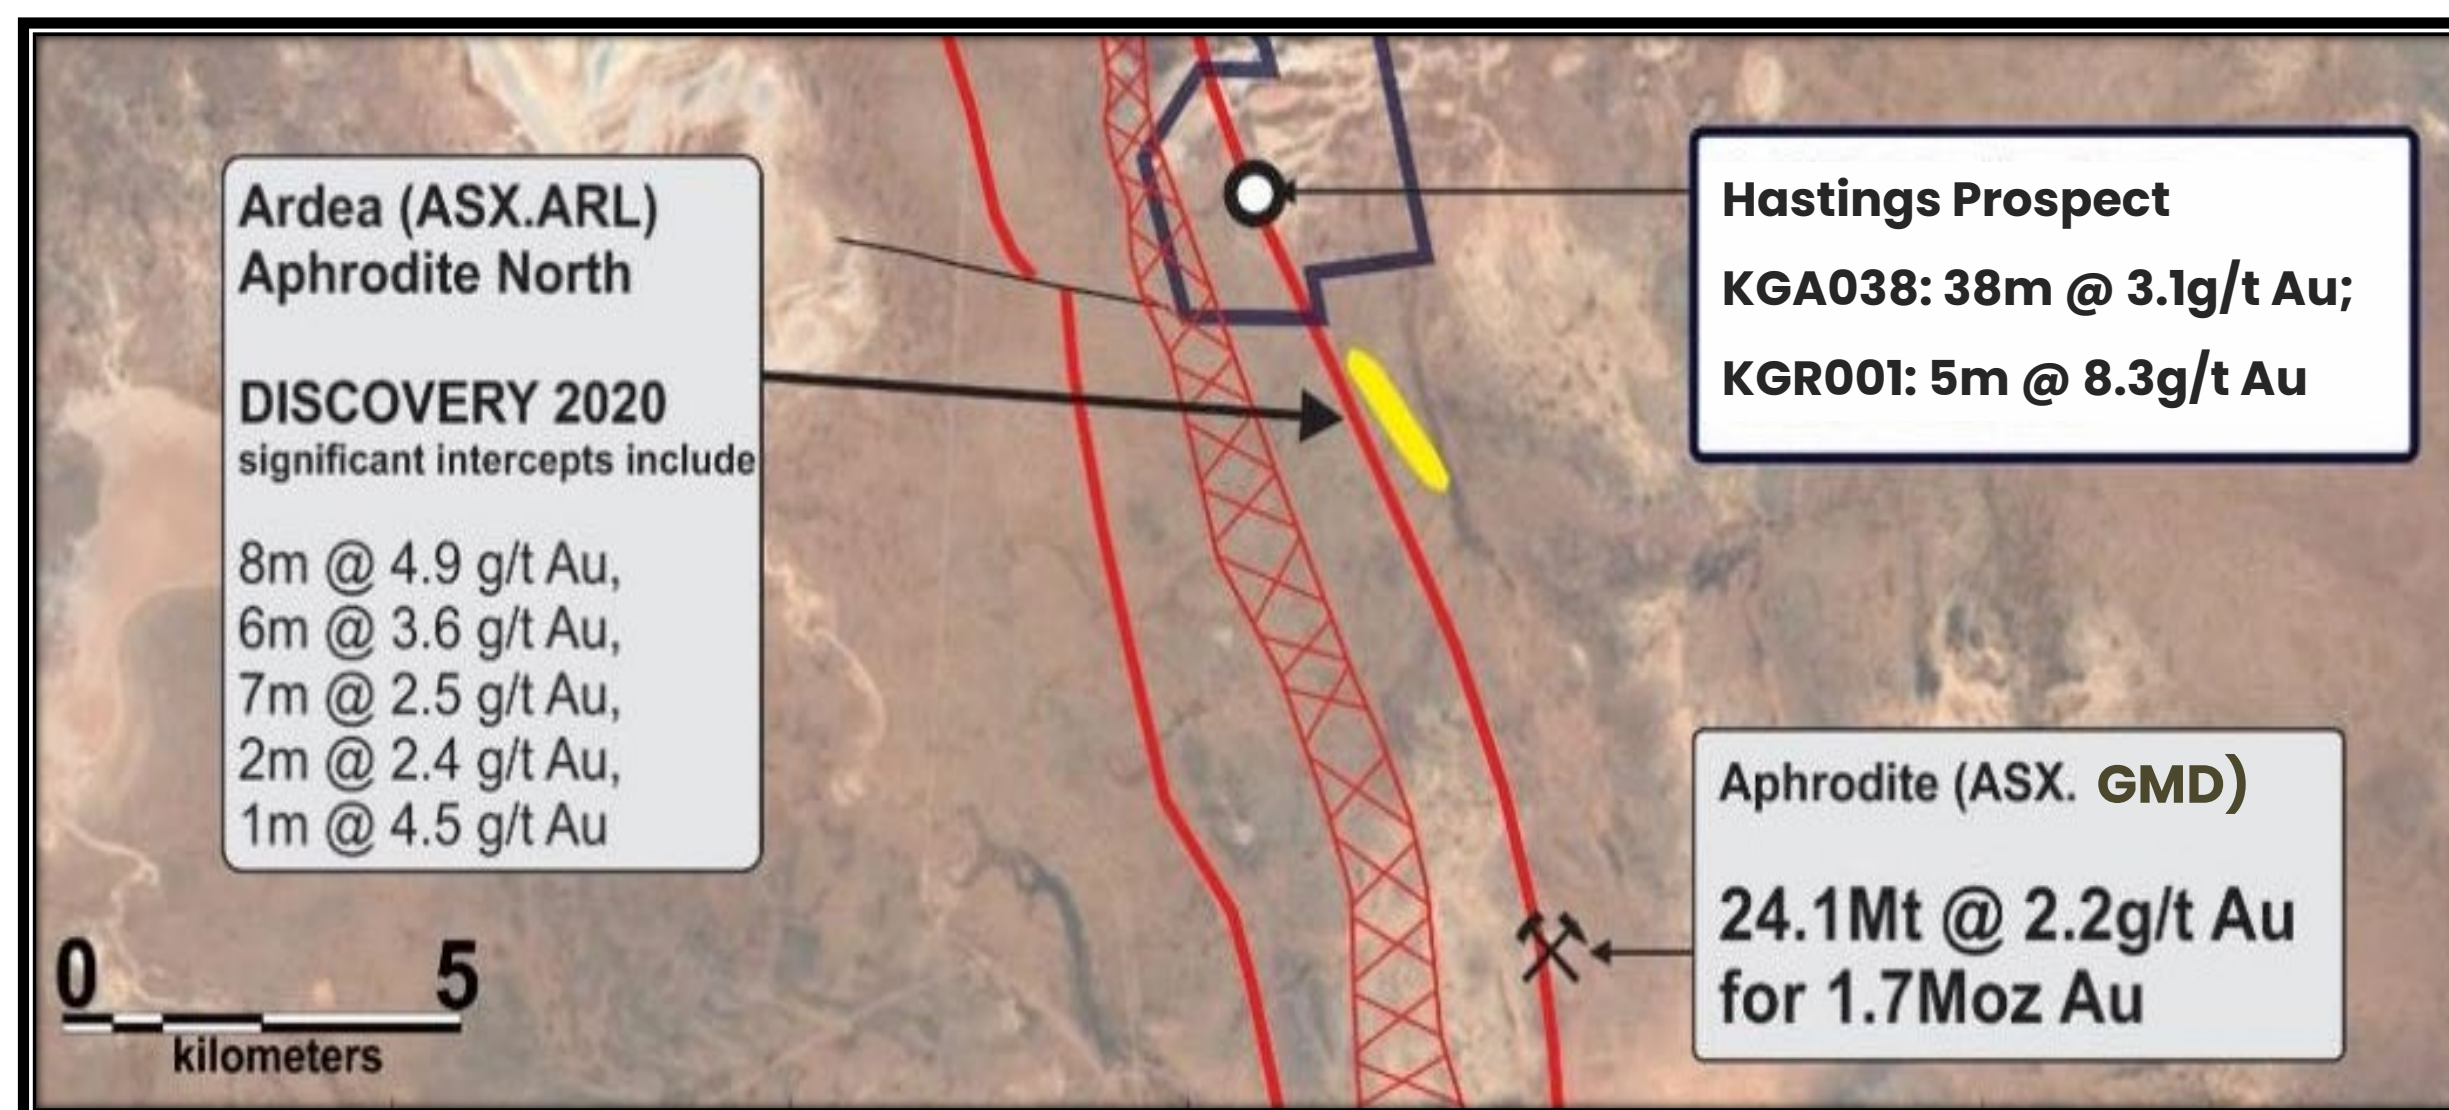 Ardea (ASX.ARL)
Aphrodite North
DISCOVERY 2020
significant intercepts include
8m @ 4.9 g/t Au,
6m @ 3.6 g/t Au,
7m @ 2.5 g/t Au,
2m @ 2.4 g/t Au,
1m @ 4.5 g/t Au
Hastings Prospect
KGA038: 38m @ 3.1g/t Au;
KGR001: 5m @ 8.3g/t Au
Aphrodite (ASX. GMD)
24.1Mt @ 2.2g/t Au
for 1.7Moz Au
0 5
kilometers